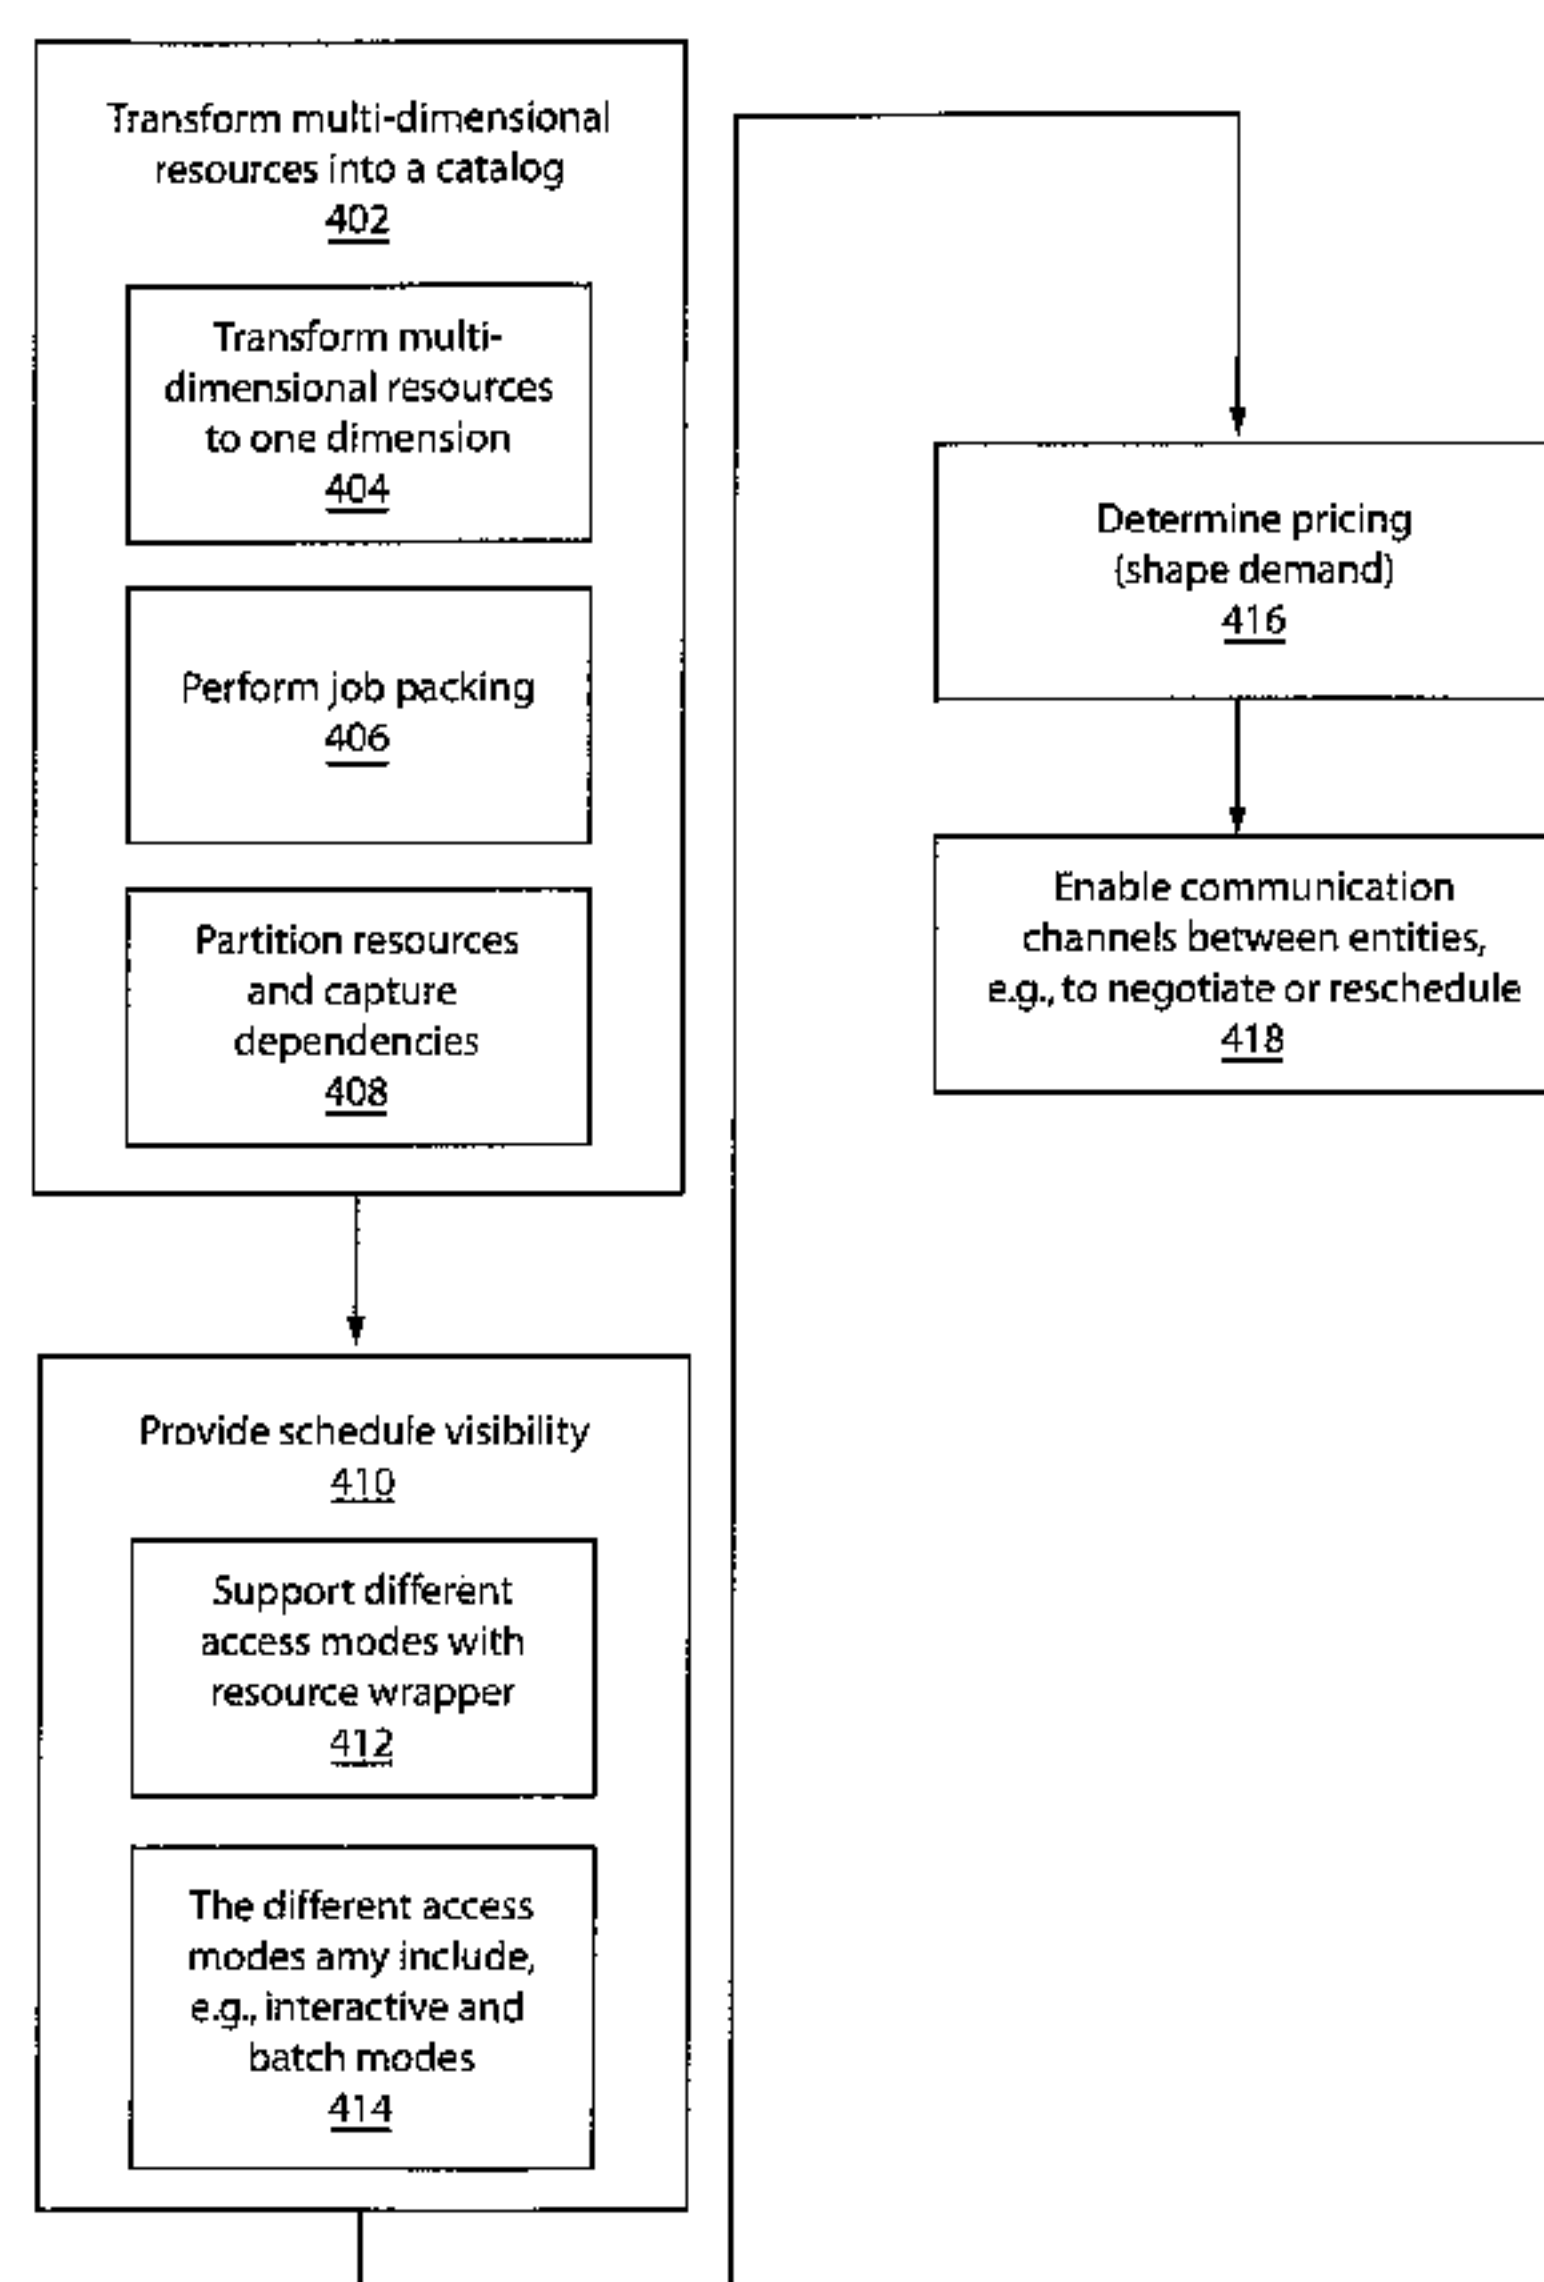 Transform multi-dimensional
resources into a catalog
402
Transform multi-
dimensional resources
to one dimension
404
Perform job packing
406
Partition resources
and capture
dependencies
408
Provide schedule visibility
410
Support different
access modes with
resource wrapper
412
The different access
modes amy include,
e.g., interactive and
batch modes
414
Determine pricing
(shape demand)
416
Enable communication
channels between entities,
e.g., to negotiate or reschedule
418